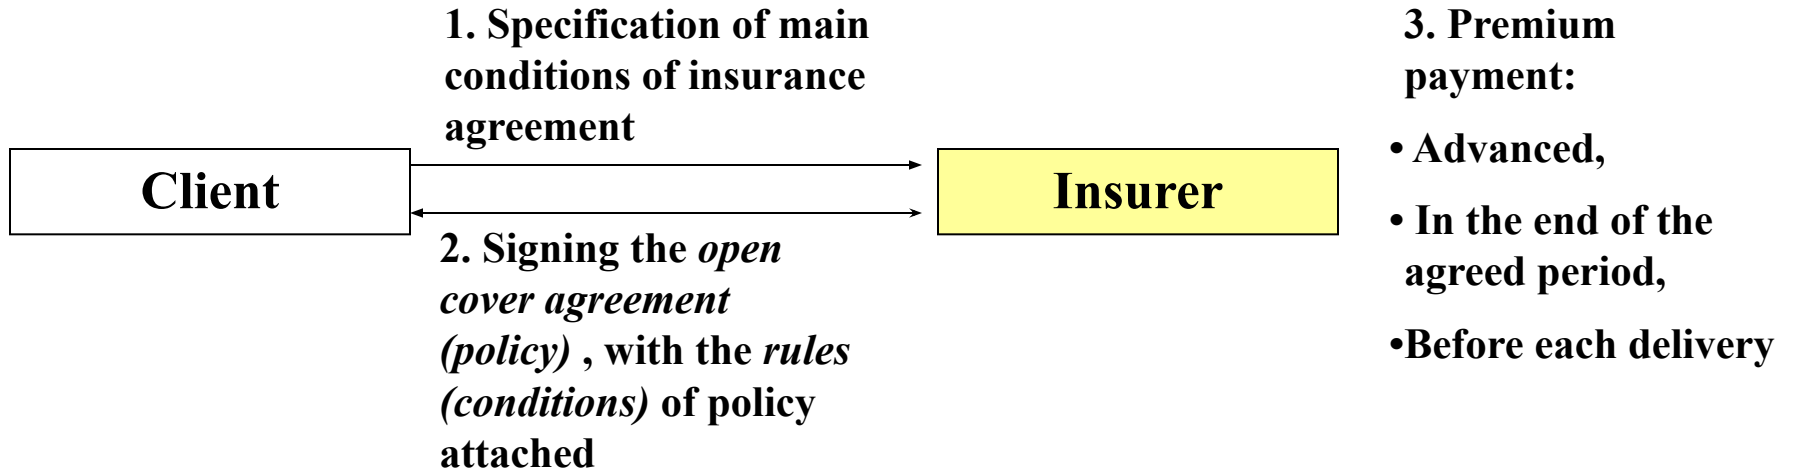 1. Specification of main
conditions of insurance
agreement
Client
Insurer
2. Signing the open
cover agreement
(policy) , with the rules
(conditions) of policy
attached
3. Premium
payment:
• Advanced,
• In the end of the
agreed period,
•Before each delivery